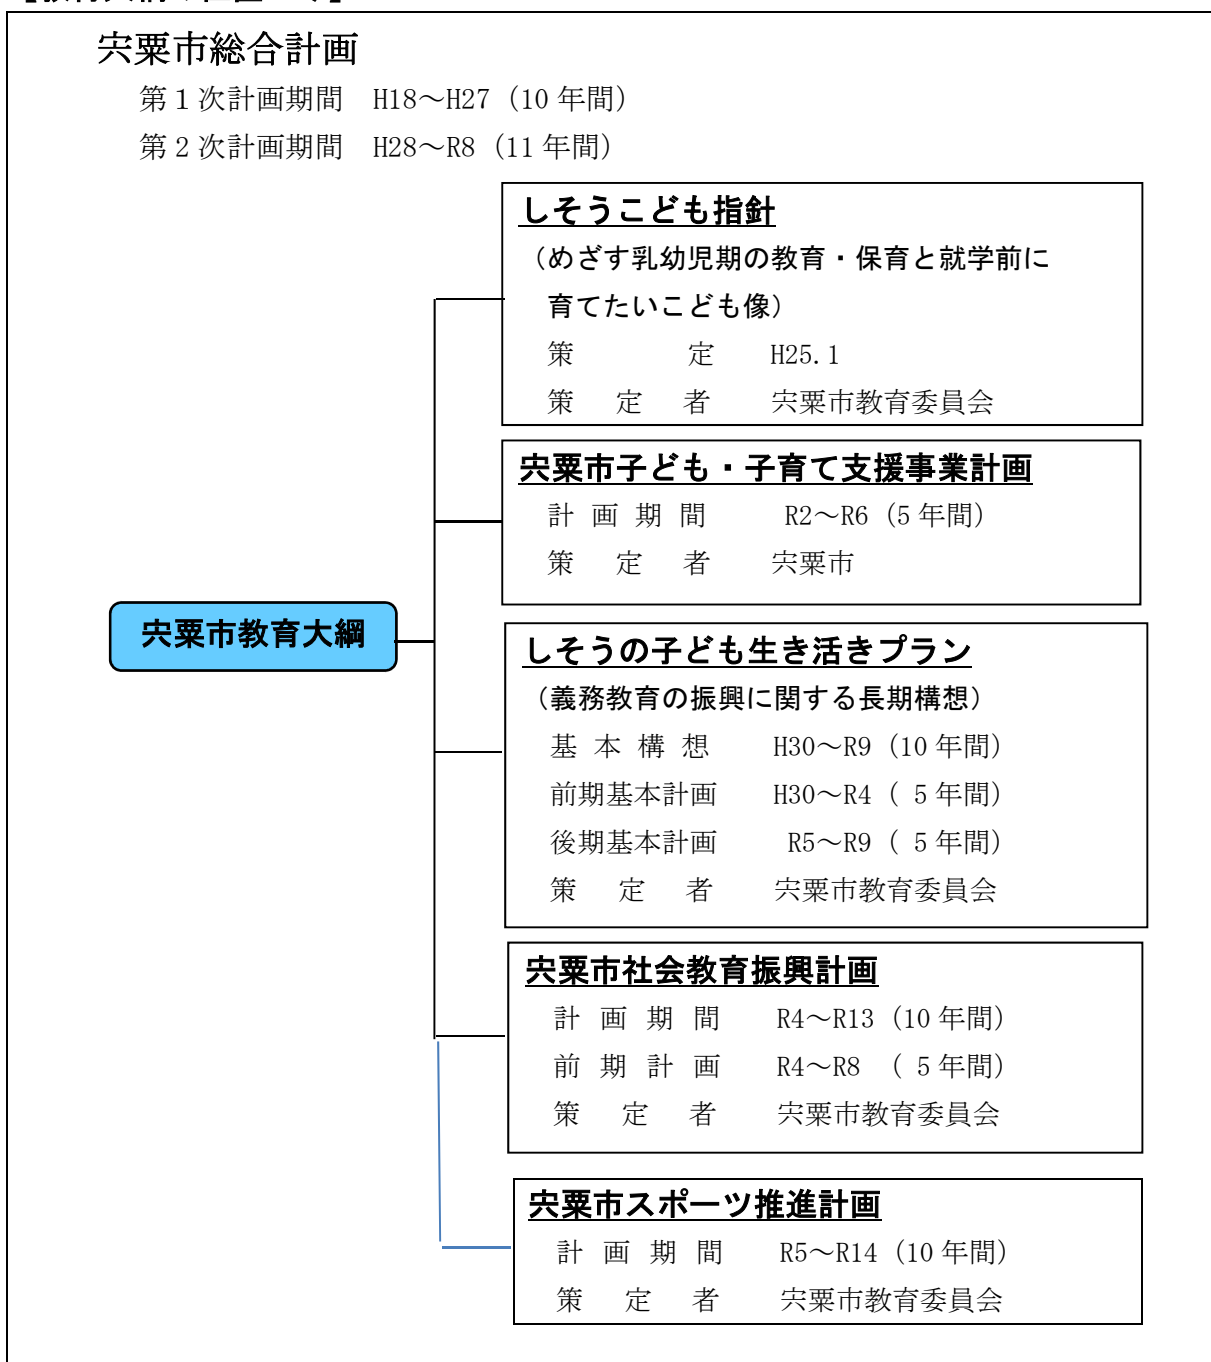 宍粟市総合計画
第１次計画期間　H18～H27（10 年間）
第２次計画期間　H28～R8（11 年間）
しそうこども指針
（めざす乳幼児期の教育・保育と就学前に
育てたいこども像）
策　　　定　H25.1
策　定　者　宍粟市教育委員会
宍粟市子ども・子育て支援事業計画
計 画 期 間　R2～R6（5 年間）
策　定　者　宍粟市
宍粟市教育大綱
しそうの子ども生き活きプラン
（義務教育の振興に関する長期構想）
基 本 構 想　H30～R9（10 年間）
前期基本計画　H30～R4（ 5 年間）
後期基本計画　R5～R9（ 5 年間）
策　定　者　宍粟市教育委員会
宍粟市社会教育振興計画
計 画 期 間　R4～R13（10 年間）
前 期 計 画　R4～R8 （ 5 年間）
策　定　者　宍粟市教育委員会
宍粟市スポーツ推進計画
計 画 期 間　R5～R14（10 年間）
策　定　者　宍粟市教育委員会